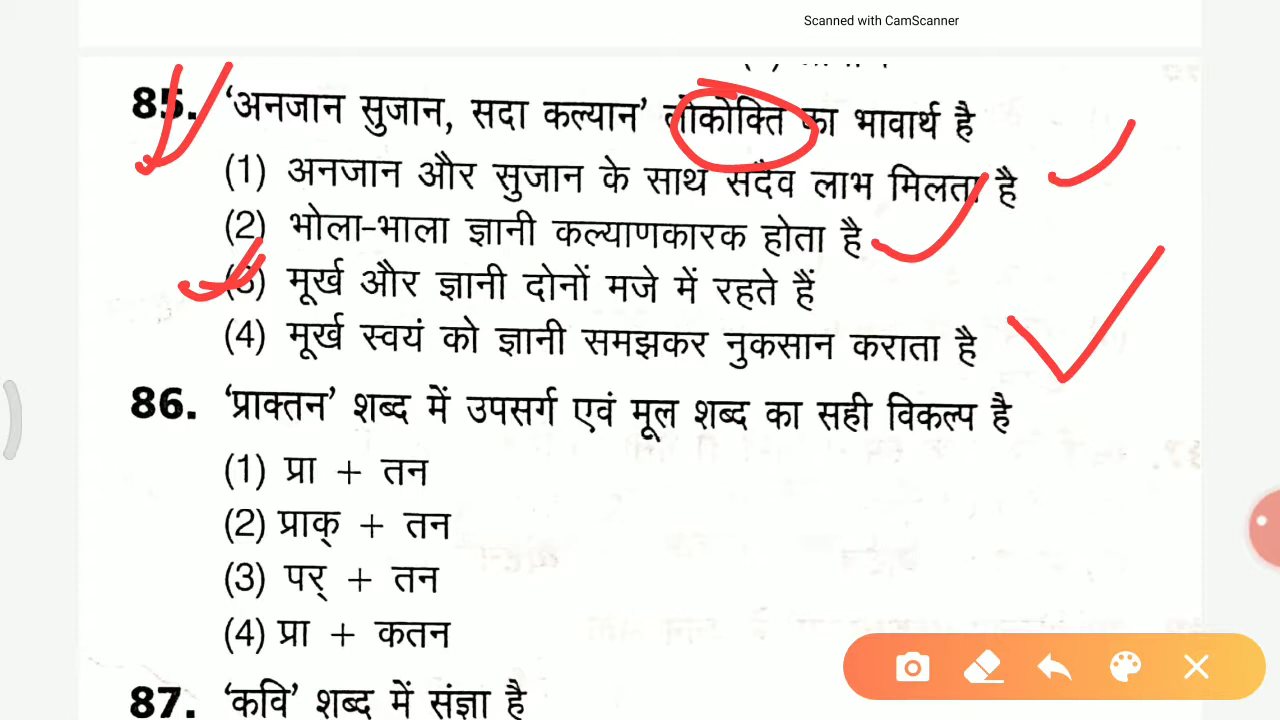 Scanned with CamScanner
85. ‘अनजान सुजान, सदा कल्यान’ लोकोक्ति का भावार्थ है
(1) अनजान और सुजान के साथ सदैव लाभ मिलता है
(2) भोला-भाला ज्ञानी कल्याणकारक होता है
(3) मूर्ख और ज्ञानी दोनों मजे में रहते हैं
(4) मूर्ख स्वयं को ज्ञानी समझकर नुकसान कराता है
86. ‘प्राक्तन’ शब्द में उपसर्ग एवं मूल शब्द का सही विकल्प है
(1) प्रा + तन
(2) प्राक् + तन
(3) पर् + तन
(4) प्रा + कतन
87. ‘कवि’ शब्द में संज्ञा है